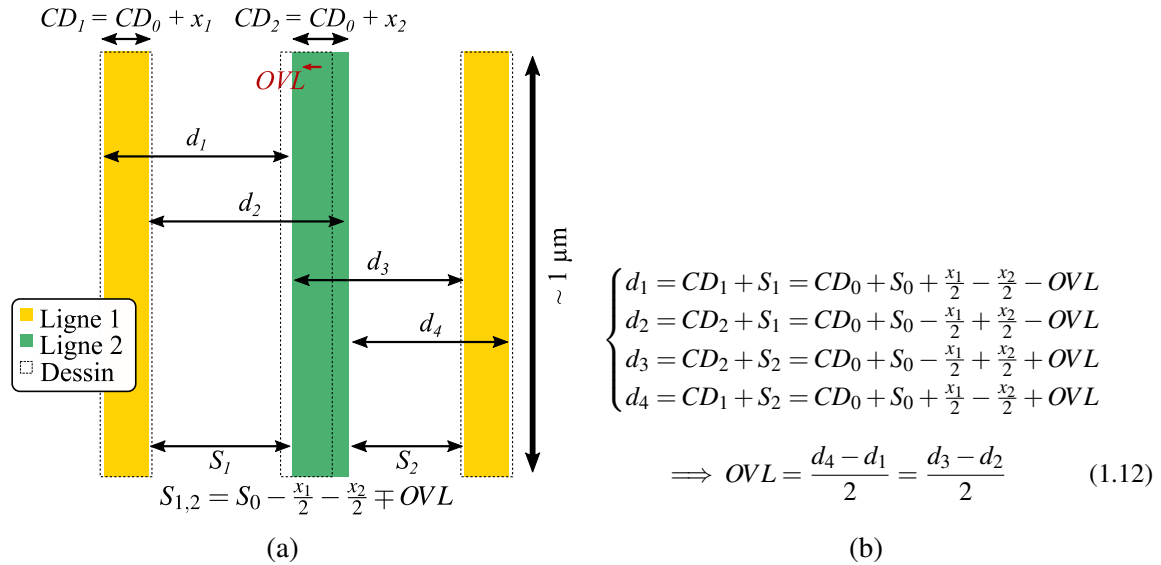 CD₁ = CD₀ + x₁ CD₂ = CD₀ + x₂
OVL
d₁
d₂
d₃
d₄
~ 1 µm
Ligne 1
Ligne 2
Dessin
S₁ S₂
S₁,₂ = S₀ − x₁/2 − x₂/2 ∓ OVL
(a)
d₁ = CD₁ + S₁ = CD₀ + S₀ + x₁/2 − x₂/2 − OVL
d₂ = CD₂ + S₁ = CD₀ + S₀ − x₁/2 + x₂/2 − OVL
d₃ = CD₂ + S₂ = CD₀ + S₀ − x₁/2 + x₂/2 + OVL
d₄ = CD₁ + S₂ = CD₀ + S₀ + x₁/2 − x₂/2 + OVL
⟹ OVL = (d₄ − d₁)/2 = (d₃ − d₂)/2 (1.12)
(b)